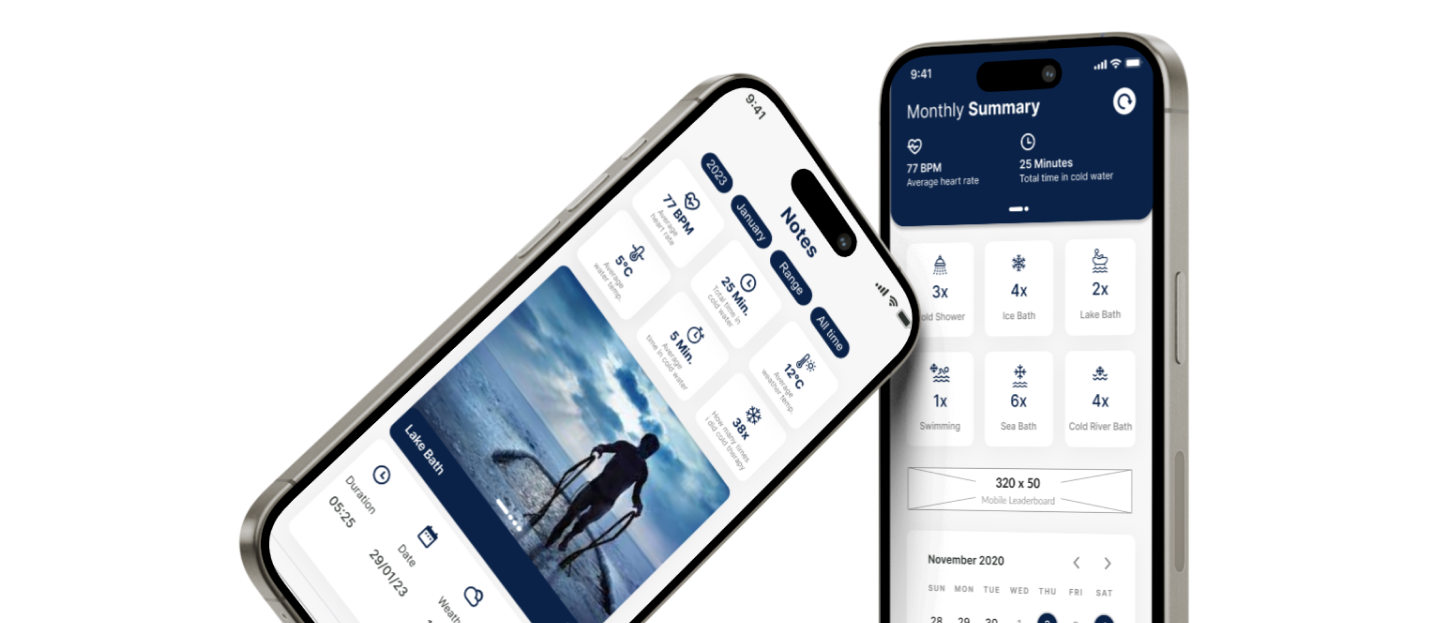 9:41
Notes
2023
January
Range
All time
77 BPM
Average
heart rate
25 Min.
Total time in
cold water
12°C
Average
weather temp.
5°C
Average
water temp.
5 Min.
Average
time in cold water
38x
How many times
i did cold therapy
Lake Bath
Duration
05:25
Date
29/01/23
9:41
Monthly Summary
77 BPM
Average heart rate
25 Minutes
Total time in cold water
3x
old Shower
4x
Ice Bath
2x
Lake Bath
1x
Swimming
6x
Sea Bath
4x
Cold River Bath
320 x 50
Mobile Leaderboard
November 2020
SUN MON TUE WED THU FRI SAT
28 29 30